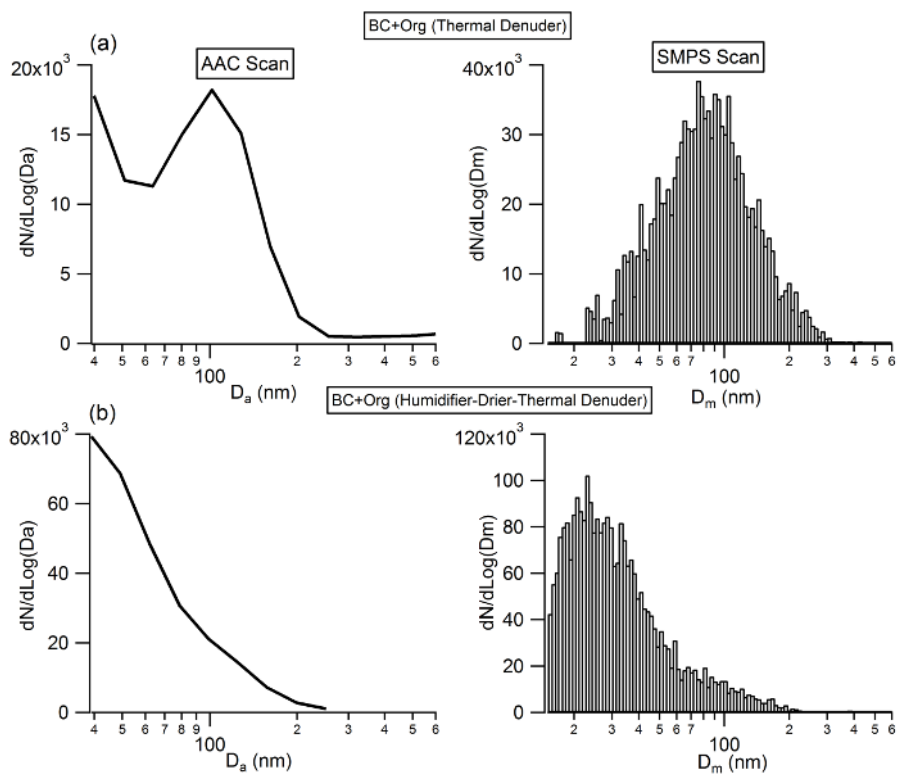 BC+Org (Thermal Denuder)
(a)
AAC Scan
SMPS Scan
20x10³
15
10
5
0
dN/dLog(Da)
4 5 6 7 8 9 100 2 3 4 5 6
Da (nm)
40x10³
30
20
10
0
dN/dLog(Dm)
2 3 4 5 6 7 100 2 3 4 5 6
Dm (nm)
BC+Org (Humidifier-Drier-Thermal Denuder)
(b)
80x10³
60
40
20
0
dN/dLog(Da)
4 5 6 7 8 9 100 2 3 4 5 6
Da (nm)
120x10³
100
80
60
40
20
0
dN/dLog(Dm)
2 3 4 5 6 7 100 2 3 4 5 6
Dm (nm)